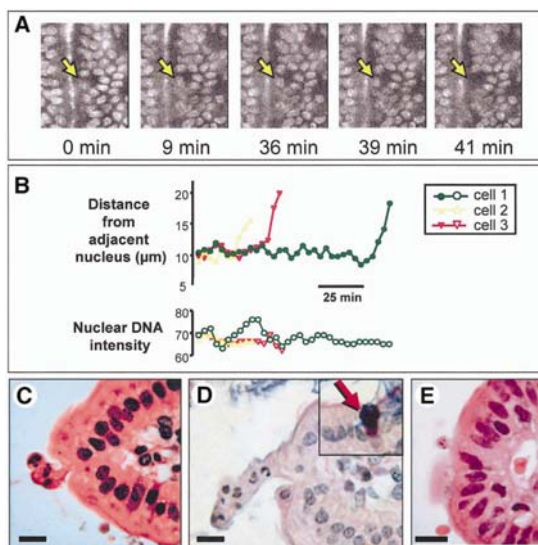 A
0 min 9 min 36 min 39 min 41 min
B
Distance
from
adjacent
nucleus (µm)
20
15
10
5
cell 1
cell 2
cell 3
25 min
Nuclear DNA
intensity
80
70
60
C D E